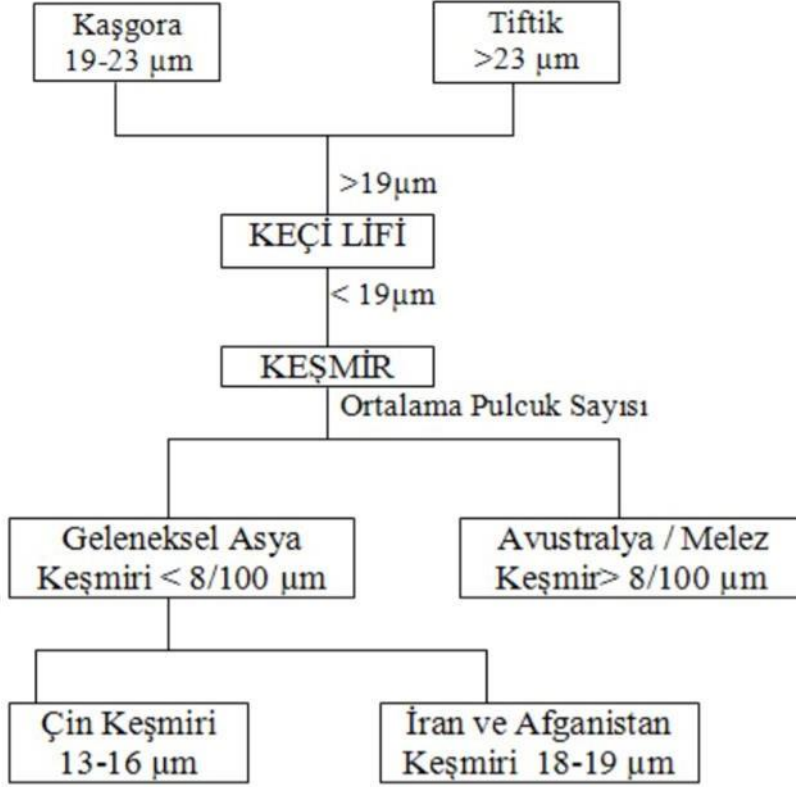 Kaşgora
19-23 µm
Tiftik
>23 µm
>19µm
KEÇİ LİFİ
< 19µm
KEŞMİR
Ortalama Pulcuk Sayısı
Geleneksel Asya
Keşmiri < 8/100 µm
Avustralya / Melez
Keşmir> 8/100 µm
Çin Keşmiri
13-16 µm
İran ve Afganistan
Keşmiri 18-19 µm